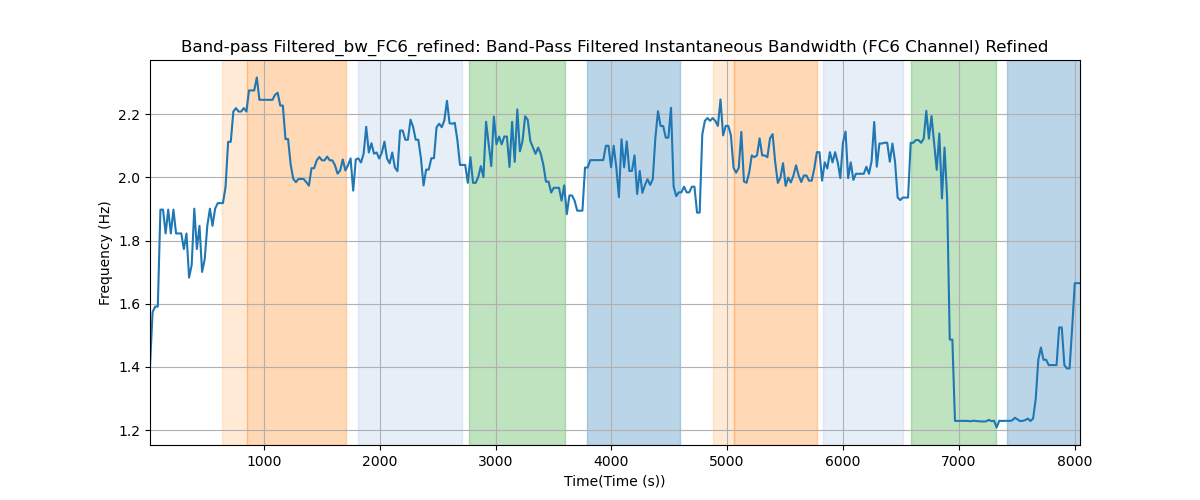 Band-pass Filtered_bw_FC6_refined: Band-Pass Filtered Instantaneous Bandwidth (FC6 Channel) Refined
Frequency (Hz)
2.2
2.0
1.8
1.6
1.4
1.2
1000 2000 3000 4000 5000 6000 7000 8000
Time(Time (s))